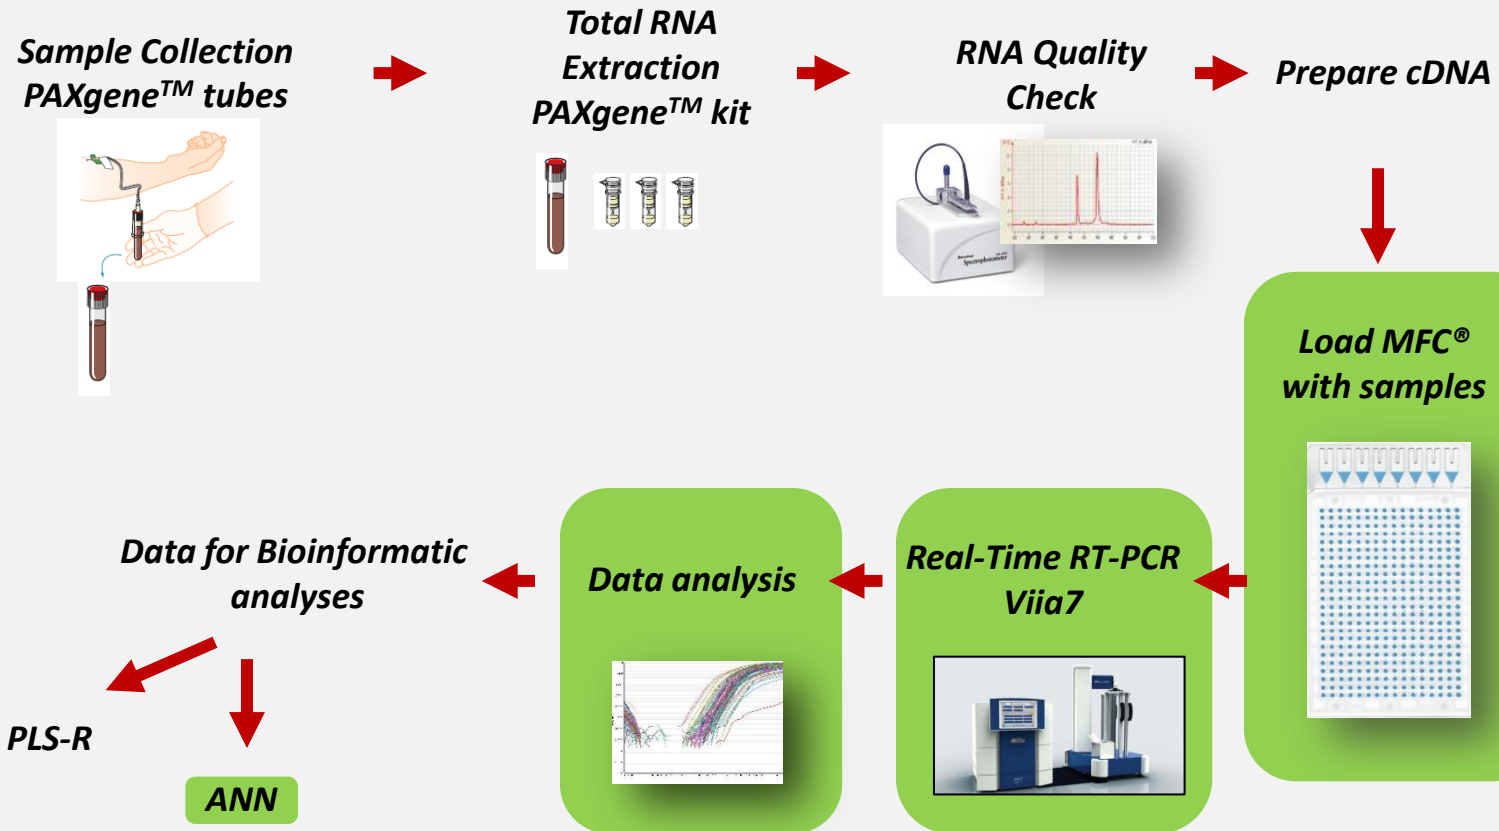 Sample Collection
PAXgene™ tubes
Total RNA
Extraction
PAXgene™ kit
RNA Quality
Check
Prepare cDNA
Spectrophotometer
Load MFC®
with samples
Real-Time RT-PCR
Viia7
Data analysis
Data for Bioinformatic
analyses
PLS-R
ANN